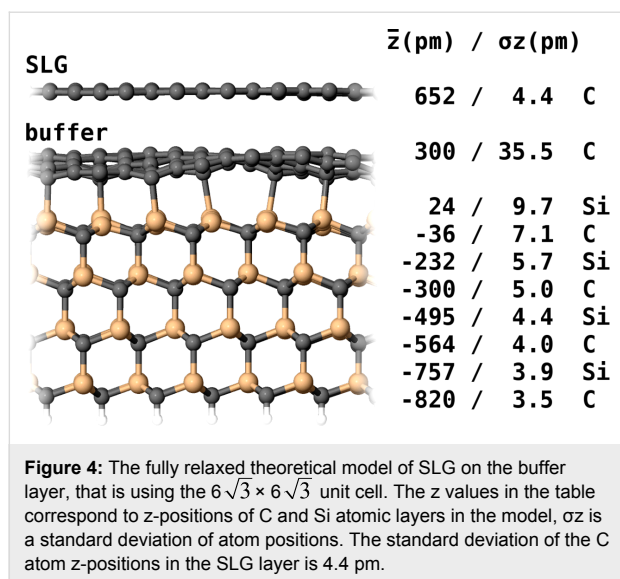 z̅(pm) / σz(pm)
SLG
652 / 4.4 C
buffer
300 / 35.5 C
24 / 9.7 Si
-36 / 7.1 C
-232 / 5.7 Si
-300 / 5.0 C
-495 / 4.4 Si
-564 / 4.0 C
-757 / 3.9 Si
-820 / 3.5 C
Figure 4: The fully relaxed theoretical model of SLG on the buffer
layer, that is using the 6√3 × 6√3 unit cell. The z values in the table
correspond to z-positions of C and Si atomic layers in the model, σz is
a standard deviation of atom positions. The standard deviation of the C
atom z-positions in the SLG layer is 4.4 pm.